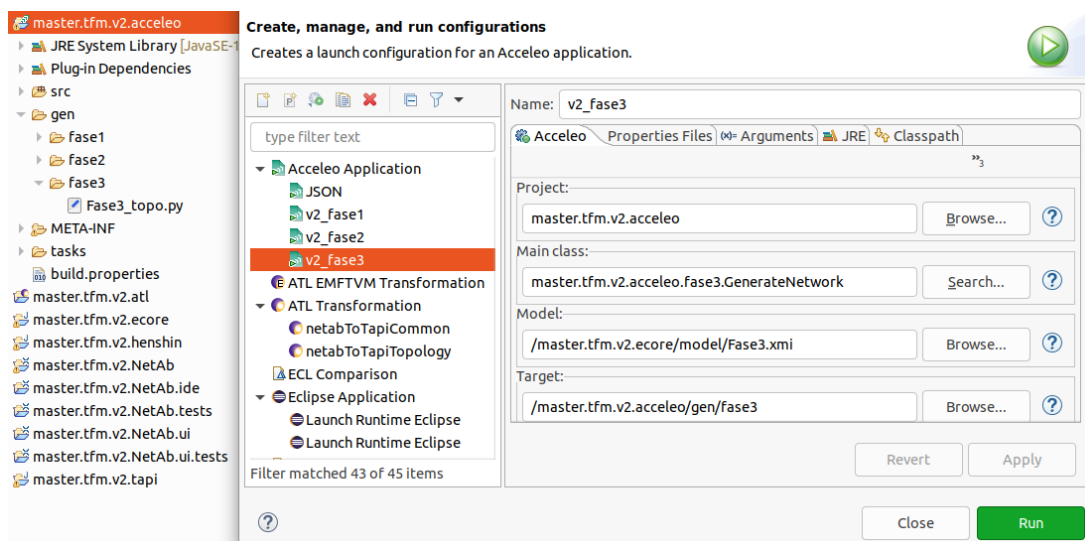 master.tfm.v2.acceleo
JRE System Library [JavaSE-1
Plug-in Dependencies
src
gen
fase1
fase2
fase3
Fase3_topo.py
META-INF
tasks
build.properties
master.tfm.v2.atl
master.tfm.v2.ecore
master.tfm.v2.henshin
master.tfm.v2.NetAb
master.tfm.v2.NetAb.ide
master.tfm.v2.NetAb.tests
master.tfm.v2.NetAb.ui
master.tfm.v2.NetAb.ui.tests
master.tfm.v2.tapi
Create, manage, and run configurations
Creates a launch configuration for an Acceleo application.
type filter text
Acceleo Application
JSON
v2_fase1
v2_fase2
v2_fase3
ATL EMFTVM Transformation
ATL Transformation
netabToTapiCommon
netabToTapiTopology
ECL Comparison
Eclipse Application
Launch Runtime Eclipse
Launch Runtime Eclipse
Filter matched 43 of 45 items
Name: v2_fase3
Acceleo Properties Files (x)= Arguments JRE Classpath
»3
Project:
master.tfm.v2.acceleo Browse...
Main class:
master.tfm.v2.acceleo.fase3.GenerateNetwork Search...
Model:
/master.tfm.v2.ecore/model/Fase3.xmi Browse...
Target:
/master.tfm.v2.acceleo/gen/fase3 Browse...
Revert Apply
Close Run